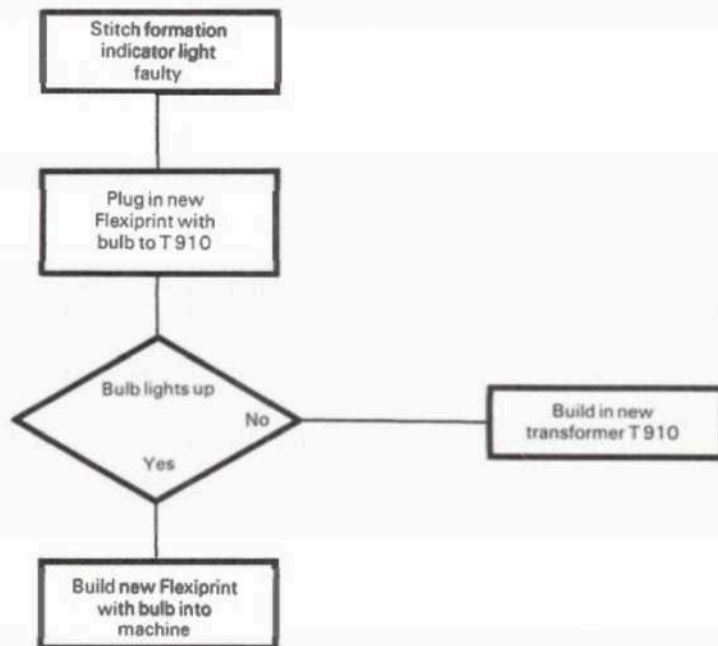 Stitch formation
indicator light
faulty
Plug in new
Flexiprint with
bulb to T 910
Bulb lights up
No
Yes
Build in new
transformer T 910
Build new Flexiprint
with bulb into
machine